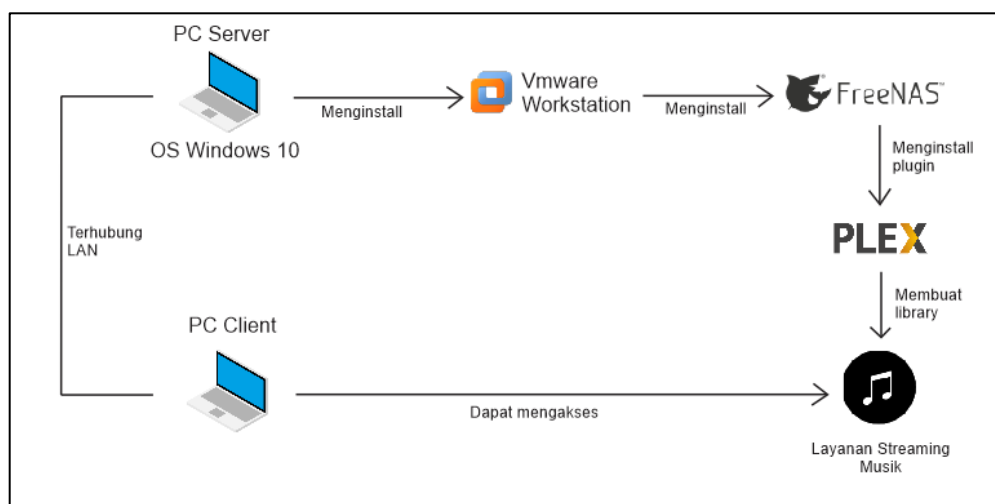 PC Server
OS Windows 10
Menginstall
Vmware
Workstation
Menginstall
FreeNAS™
Menginstall
plugin
PLEX
Membuat
library
Terhubung
LAN
PC Client
Dapat mengakses
Layanan Streaming
Musik